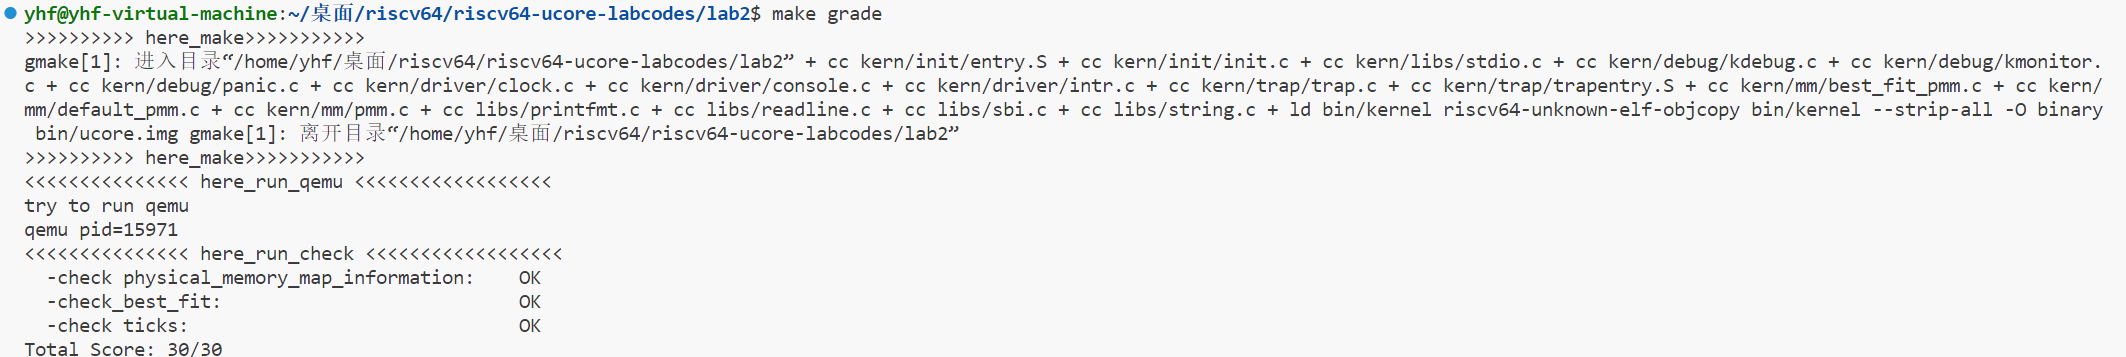 yhf@yhf-virtual-machine:~/桌面/riscv64/riscv64-ucore-labcodes/lab2$ make grade
>>>>>>>>>> here_make>>>>>>>>>>>
gmake[1]: 进入目录“/home/yhf/桌面/riscv64/riscv64-ucore-labcodes/lab2” + cc kern/init/entry.S + cc kern/init/init.c + cc kern/libs/stdio.c + cc kern/debug/kdebug.c + cc kern/debug/kmonitor.
c + cc kern/debug/panic.c + cc kern/driver/clock.c + cc kern/driver/console.c + cc kern/driver/intr.c + cc kern/trap/trap.c + cc kern/trap/trapentry.S + cc kern/mm/best_fit_pmm.c + cc kern/
mm/default_pmm.c + cc kern/mm/pmm.c + cc libs/printfmt.c + cc libs/readline.c + cc libs/sbi.c + cc libs/string.c + ld bin/kernel riscv64-unknown-elf-objcopy bin/kernel --strip-all -O binary
bin/ucore.img gmake[1]: 离开目录“/home/yhf/桌面/riscv64/riscv64-ucore-labcodes/lab2”
>>>>>>>>>> here_make>>>>>>>>>>>
<<<<<<<<<<<<<<< here_run_qemu <<<<<<<<<<<<<<<<<<
try to run qemu
qemu pid=15971
<<<<<<<<<<<<<<< here_run_check <<<<<<<<<<<<<<<<<<
-check physical_memory_map_information: OK
-check_best_fit: OK
-check ticks: OK
Total Score: 30/30